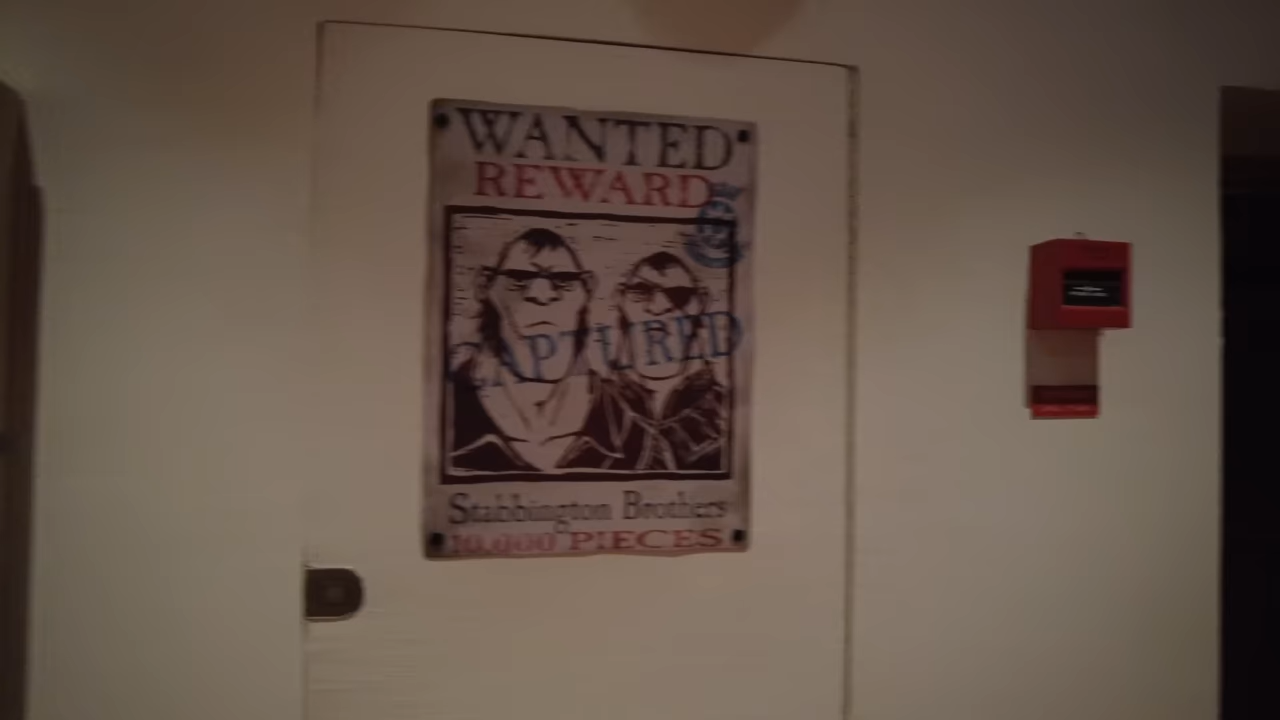 WANTED
REWARD
CAPTURED
Stabbington Brothers
10.000 PIECES